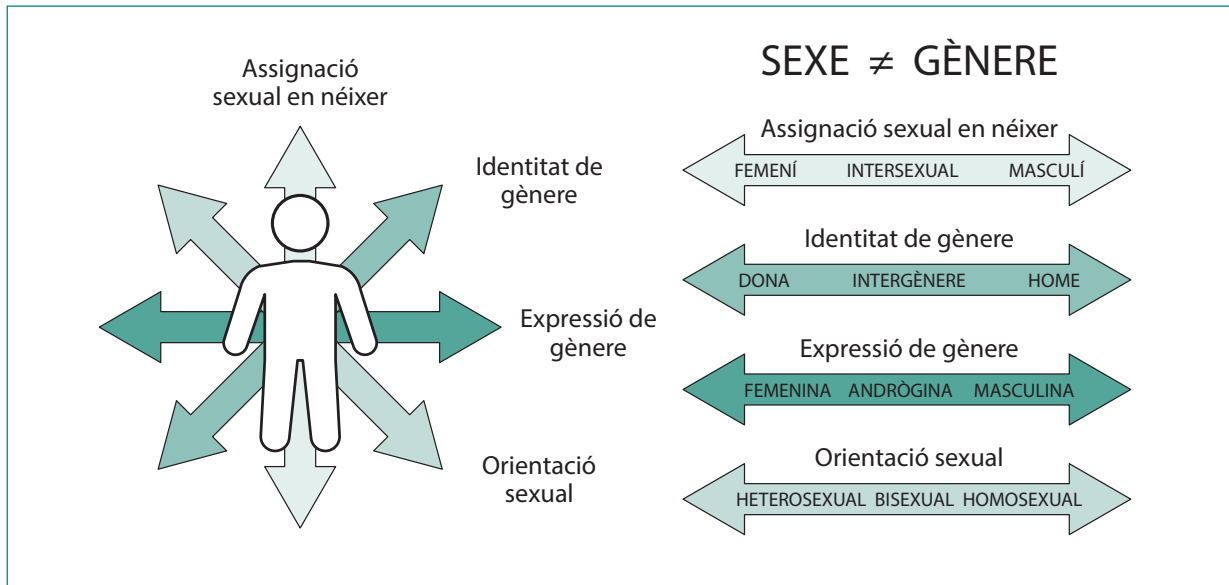 Assignació
sexual en néixer
Identitat de
gènere
Expressió de
gènere
Orientació
sexual
SEXE ≠ GÈNERE
Assignació sexual en néixer
FEMENÍ INTERSEXUAL MASCULÍ
Identitat de gènere
DONA INTERGÈNERE HOME
Expressió de gènere
FEMENINA ANDRÒGINA MASCULINA
Orientació sexual
HETEROSEXUAL BISEXUAL HOMOSEXUAL